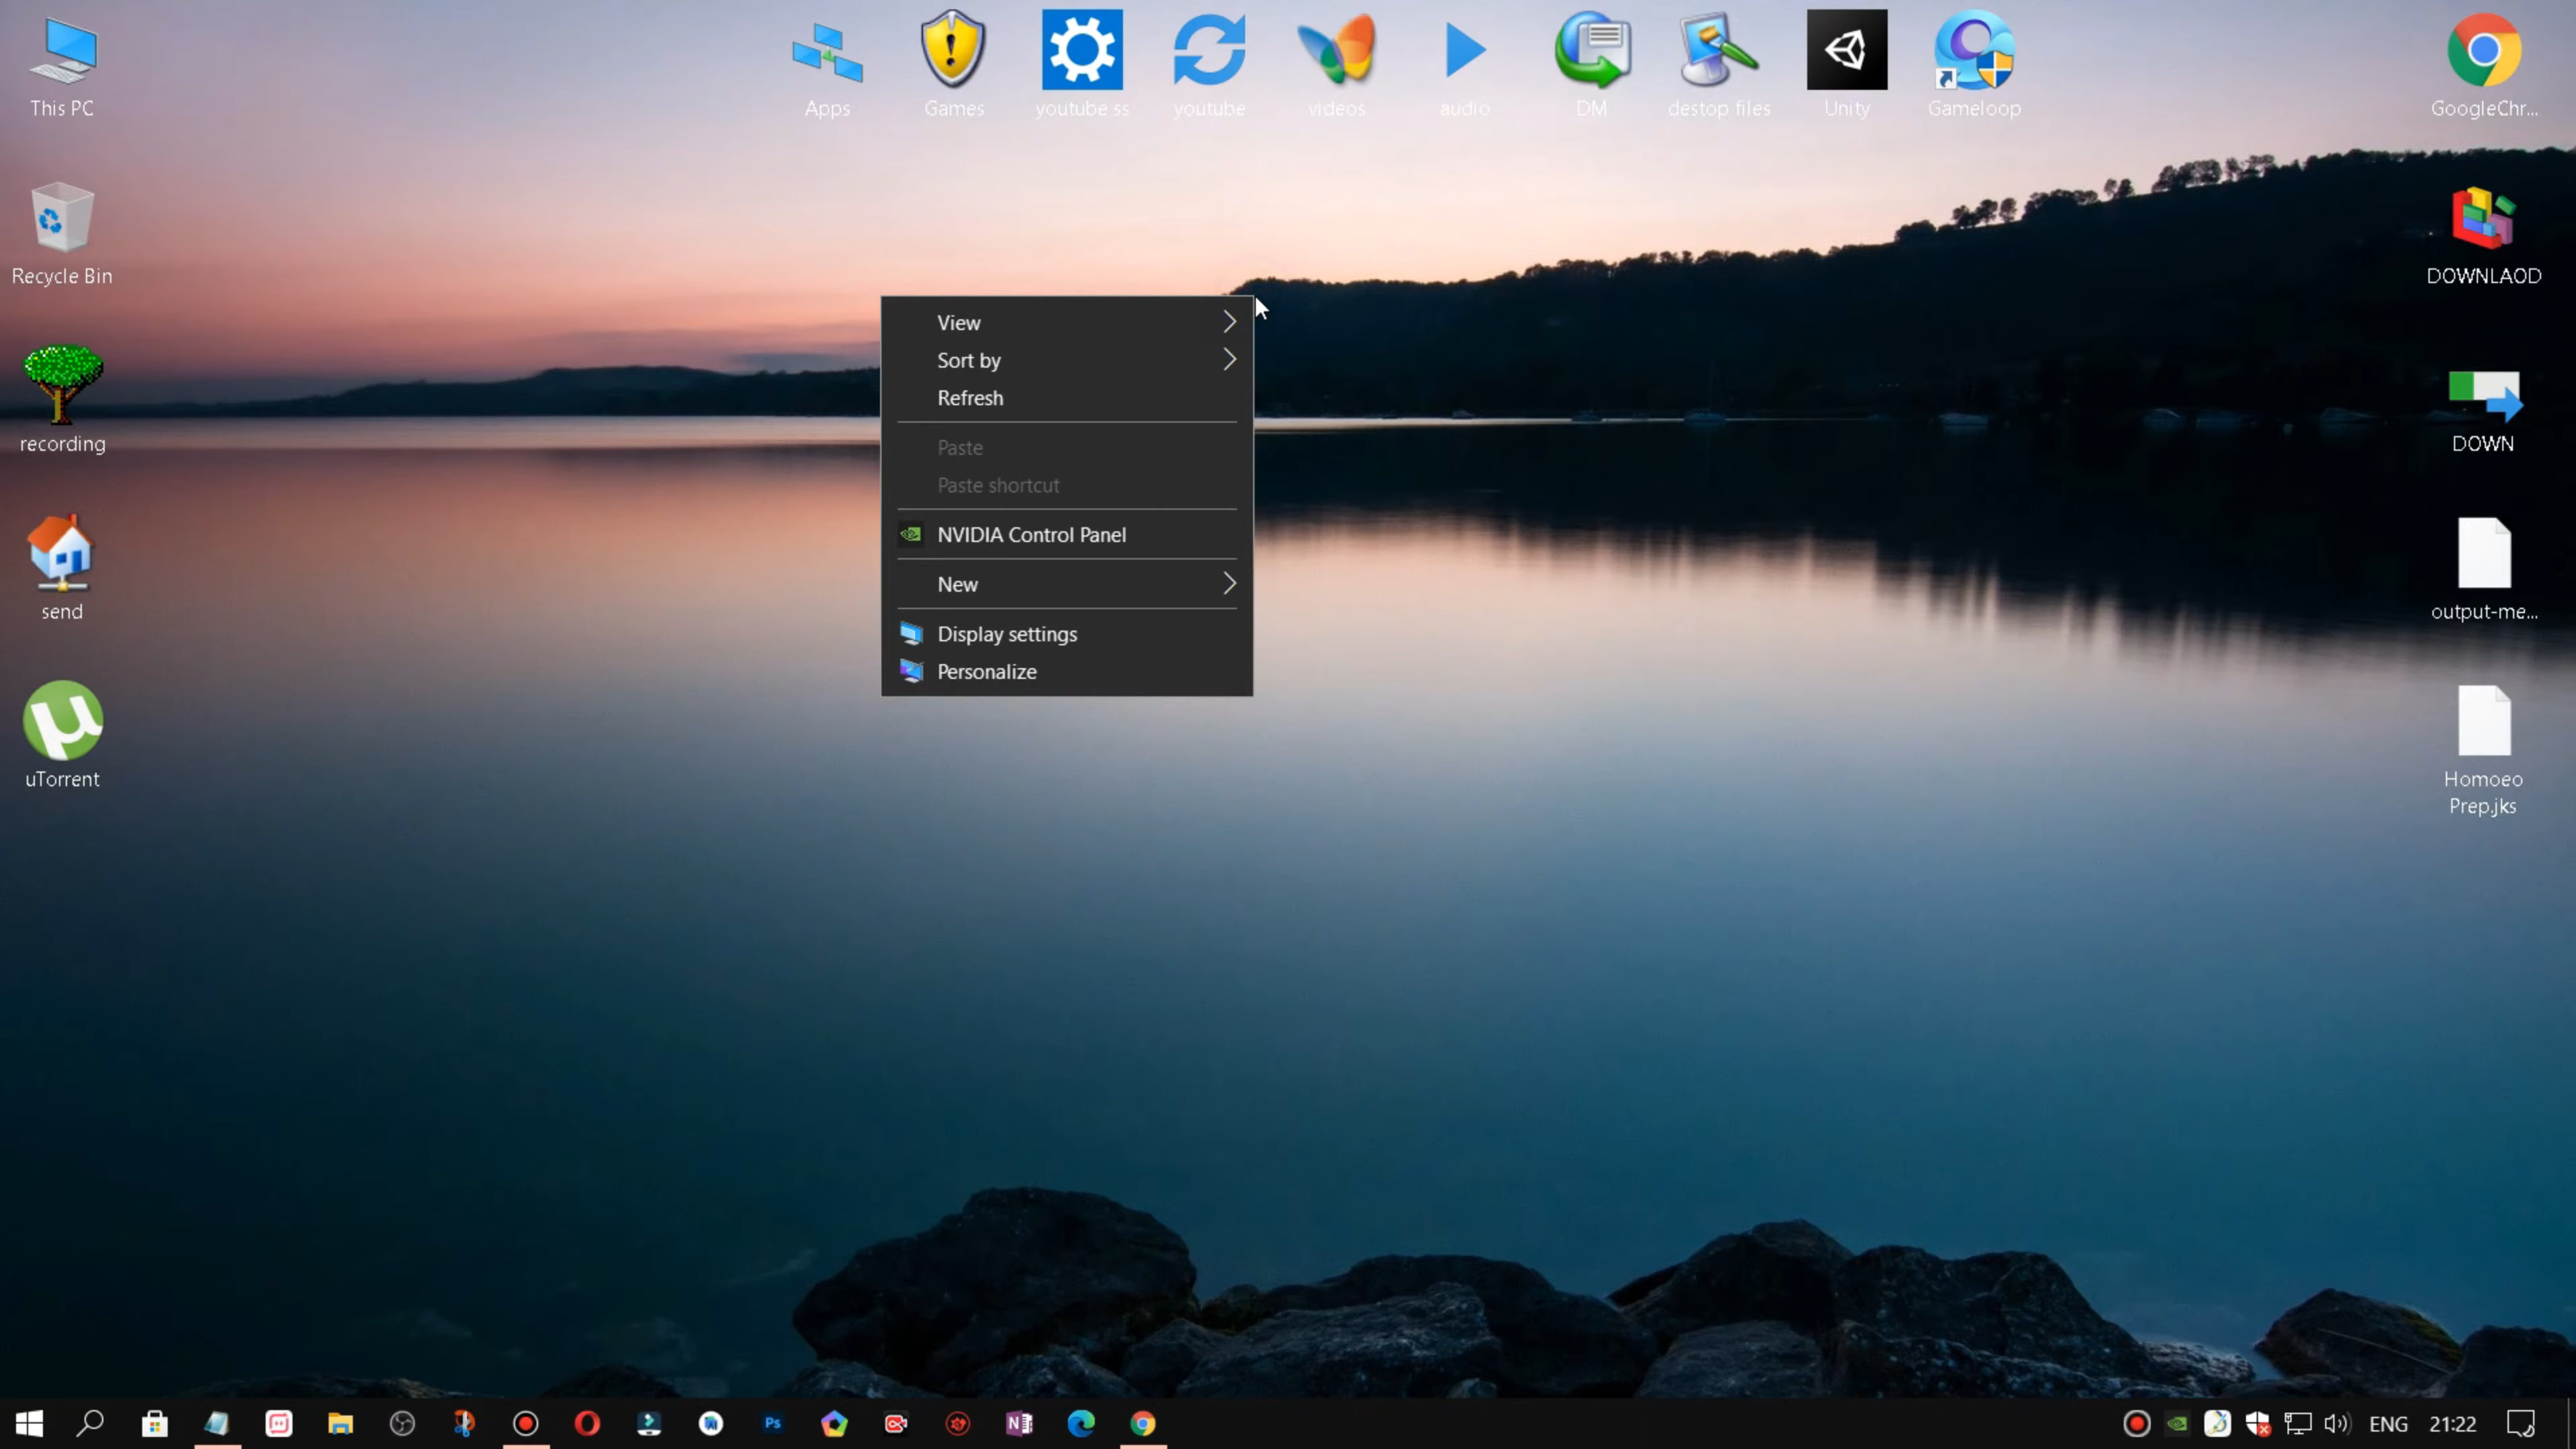 This PC
Apps
Games
youtube ss
youtube
videos
audio
DM
destop files
Unity
Gameloop
GoogleChr...
Recycle Bin
DOWNLAOD
recording
DOWN
send
output-me...
uTorrent
Homoeo
Prep.jks
View
Sort by
Refresh
Paste
Paste shortcut
NVIDIA Control Panel
New
Display settings
Personalize
Ps
N
ENG
21:22